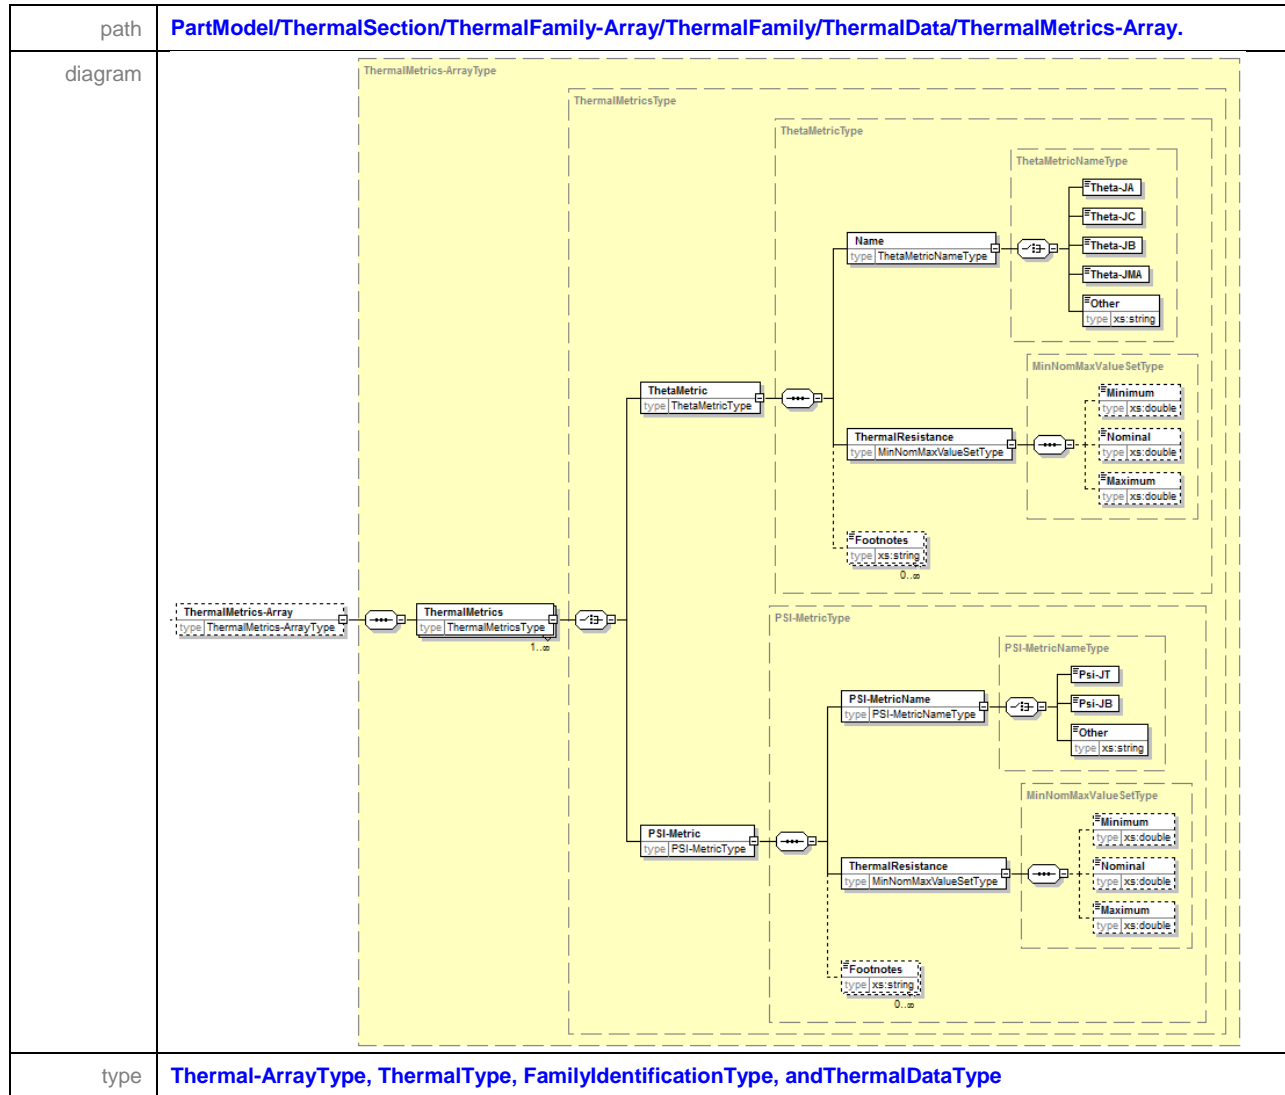 path
PartModel/ThermalSection/ThermalFamily-Array/ThermalFamily/ThermalData/ThermalMetrics-Array.
diagram
ThermalMetrics-ArrayType
ThermalMetricsType
ThetaMetricType
ThetaMetricNameType
Theta-JA
Theta-JC
Theta-JB
Theta-JMA
Other
type xs:string
Name
type ThetaMetricNameType
MinNomMaxValueSetType
Minimum
type xs:double
Nominal
type xs:double
Maximum
type xs:double
ThetaMetric
type ThetaMetricType
ThermalResistance
type MinNomMaxValueSetType
Footnotes
type xs:string
0..∞
ThermalMetrics-Array
type ThermalMetrics-ArrayType
ThermalMetrics
type ThermalMetricsType
1..∞
PSI-MetricType
PSI-MetricNameType
Psi-JT
Psi-JB
Other
type xs:string
PSI-MetricName
type PSI-MetricNameType
MinNomMaxValueSetType
Minimum
type xs:double
Nominal
type xs:double
Maximum
type xs:double
PSI-Metric
type PSI-MetricType
ThermalResistance
type MinNomMaxValueSetType
Footnotes
type xs:string
0..∞
type
Thermal-ArrayType, ThermalType, FamilyIdentificationType, andThermalDataType